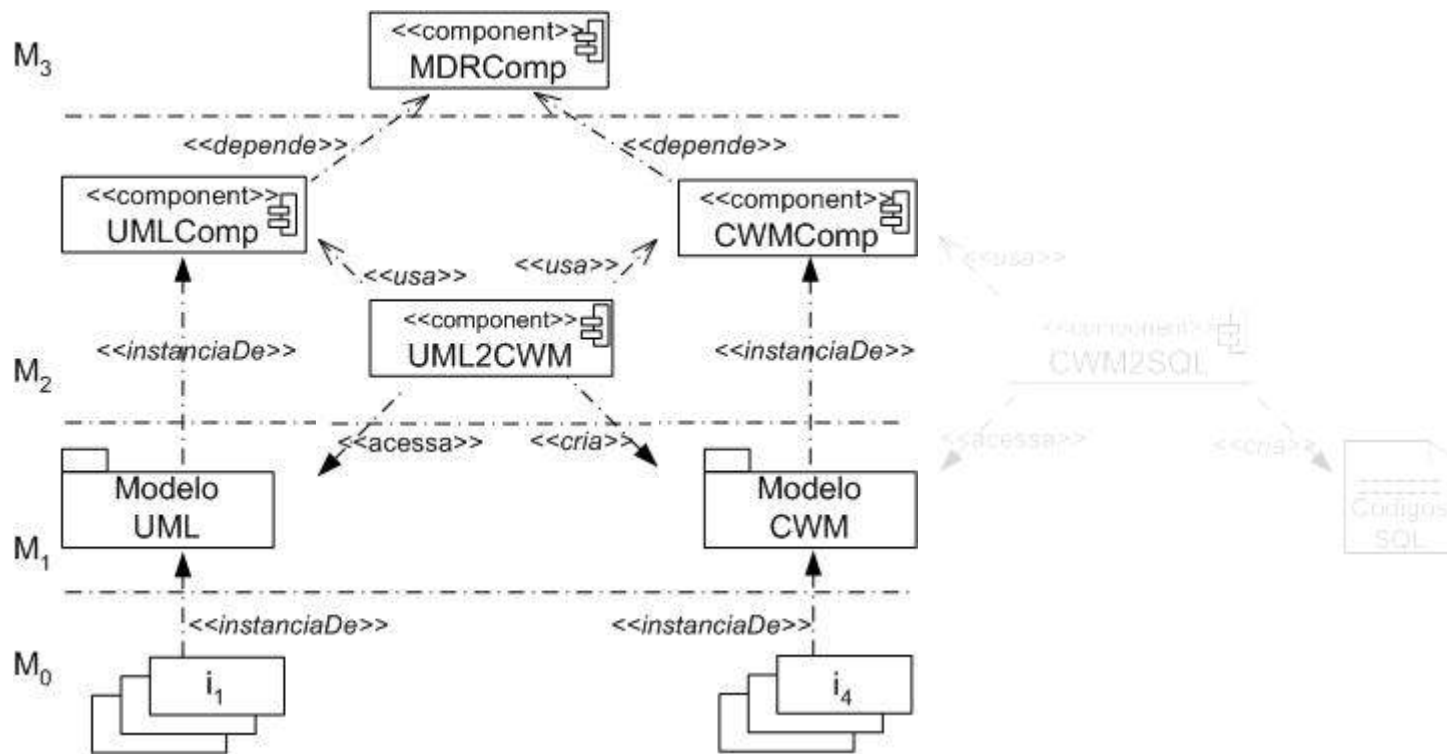 <<component>>
M3
MDRComp
<<depende>>
<<depende>>
<<component>>
UMLComp
<<component>>
CWMComp
<<usa>>
<<usa>>
<<usa>>
<<component>>
UML2CWM
<<component>>
CWM2SQL
<<instanciaDe>>
<<instanciaDe>>
M2
<<acessa>>
<<cria>>
<<acessa>>
<<cria>>
Modelo
UML
Modelo
CWM
Códigos
SQL
M1
<<instanciaDe>>
<<instanciaDe>>
M0
i1
i4